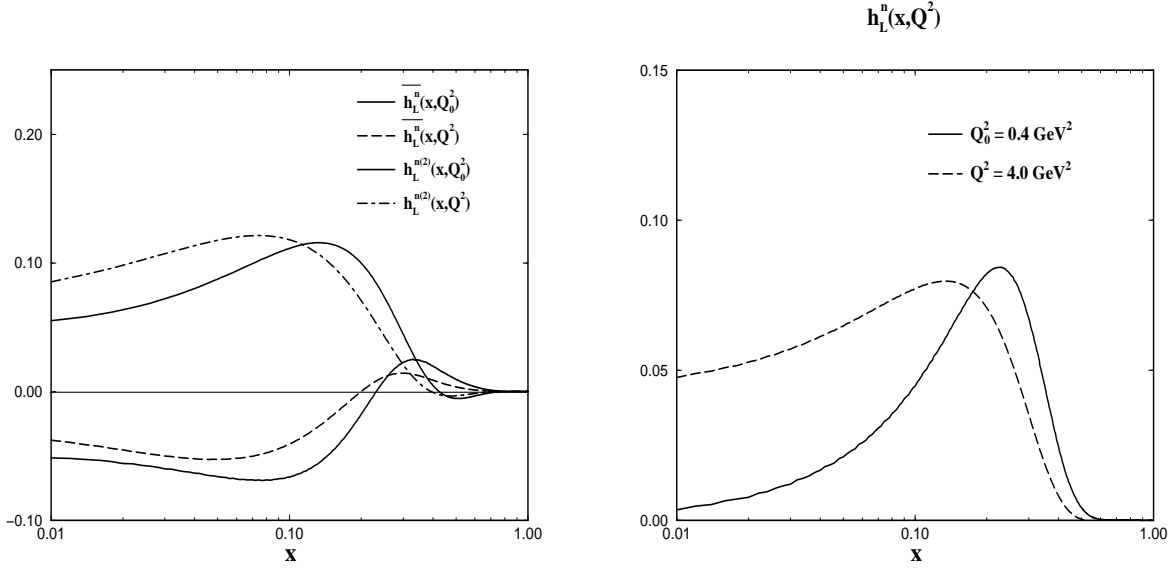 h_L^n(x,Q^2)
0.20
0.10
0.00
−0.10
0.01
0.10
1.00
x
\overline{h_L^n}(x,Q_0^2)
\overline{h_L^n}(x,Q^2)
h_L^{n(2)}(x,Q_0^2)
h_L^{n(2)}(x,Q^2)
0.15
0.10
0.05
0.00
0.01
0.10
1.00
x
Q_0^2 = 0.4 GeV^2
Q^2 = 4.0 GeV^2